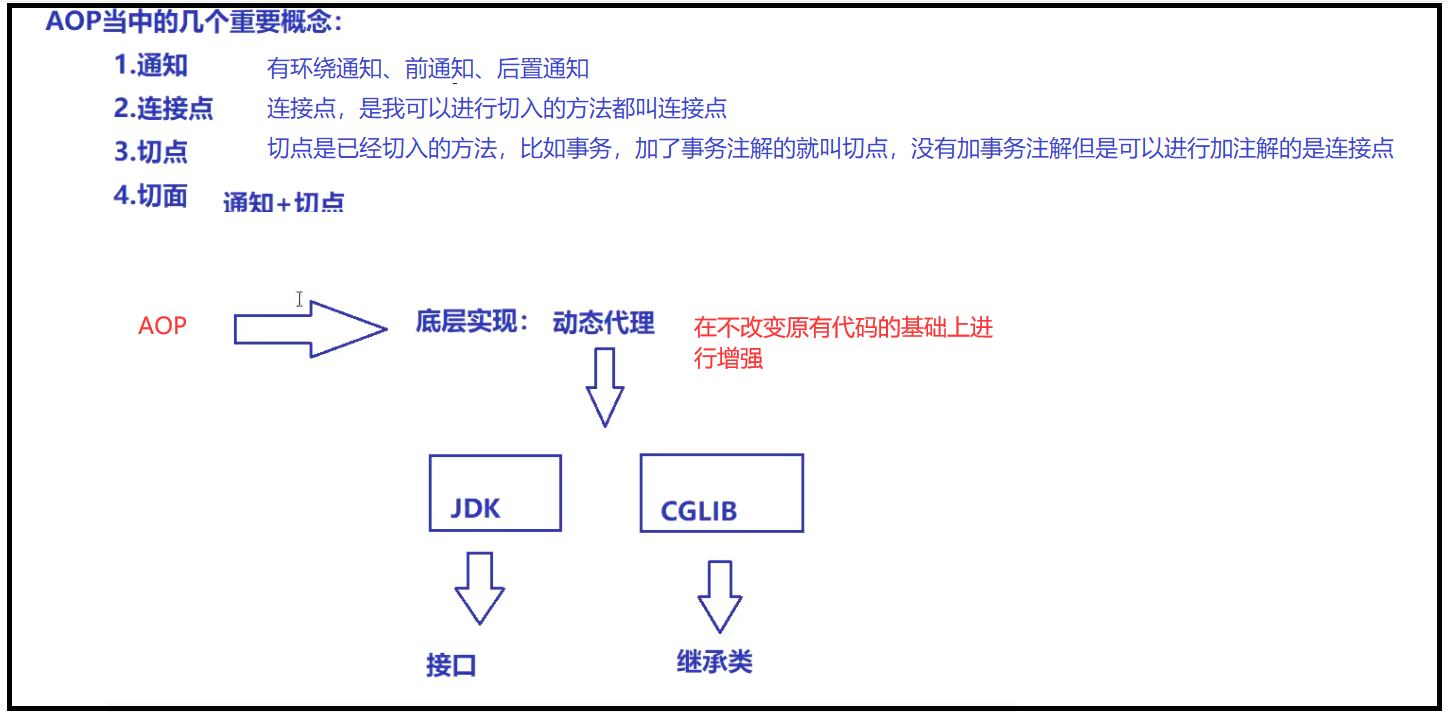 AOP当中的几个重要概念：
1.通知 有环绕通知、前通知、后置通知
2.连接点 连接点，是我可以进行切入的方法都叫连接点
3.切点 切点是已经切入的方法，比如事务，加了事务注解的就叫切点，没有加事务注解但是可以进行加注解的是连接点
4.切面 通知+切点
AOP 底层实现： 动态代理 在不改变原有代码的基础上进
行增强
JDK CGLIB
接口 继承类